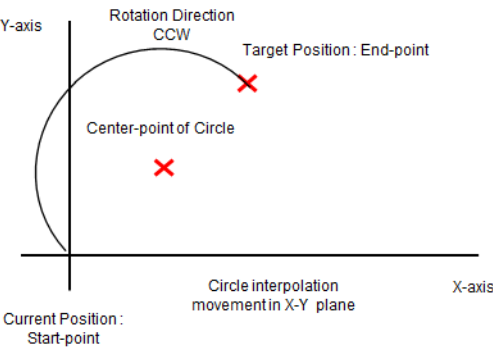 Rotation Direction
CCW
Y-axis
Target Position : End-point
Center-point of Circle
Circle interpolation
movement in X-Y plane
X-axis
Current Position :
Start-point